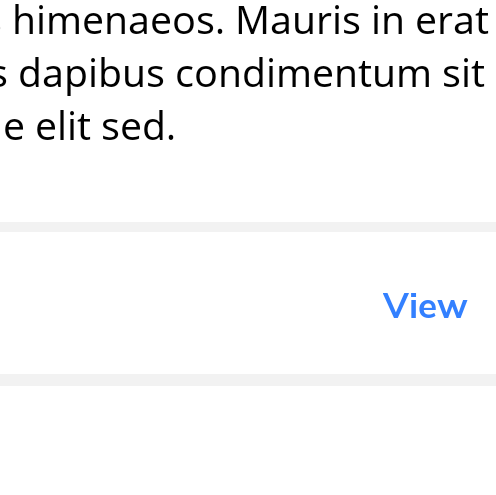 himenaeos. Mauris in erat
dapibus condimentum sit
elit sed.
View